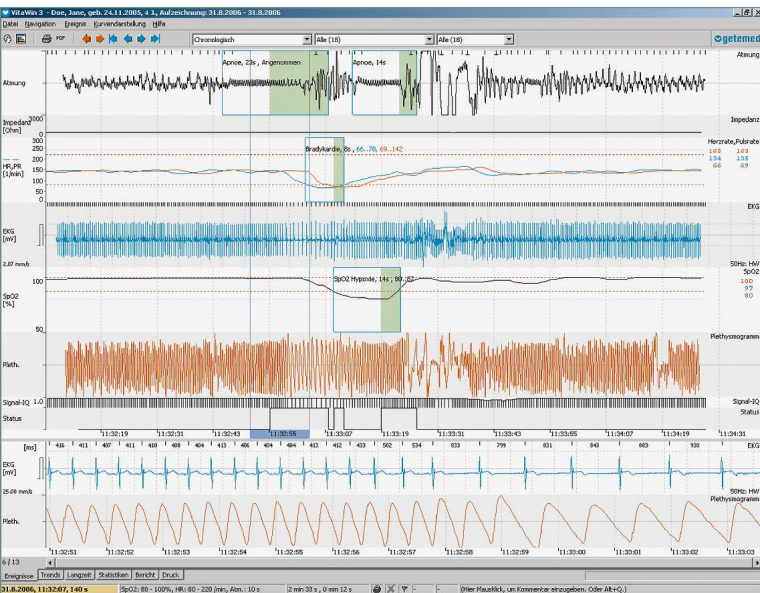 VitaWin 3 - Doe, Jane, geb. 24.11.2005, 4 J., Aufzeichnung: 31.8.2006 - 31.8.2006
Datei Navigation Ereignis Kurvendarstellung Hilfe
PDF Chronologisch Alle (18) Alle (18) getemed
Atmung Apnoe, 23s , Angenommen Apnoe, 14s Atmung
Impedanz [Ohm] 3000 0 Impedanz
HR,PR [1/min] 300 250 200 150 100 50 0
Bradykardie, 8s , 66..78, 69..142
Herzrate,Pulsrate
165 163
134 135
66 69
EKG [mV] EKG
2.07 mm/s 50Hz: HW
SpO2 [%] 100 50 SpO2 Hypoxie, 14s , 80..87 SpO2
100
97
80
Pleth. Plethysmogramm
Signal-IQ 1.0 Signal-IQ
Status Status
11:32:19 11:32:31 11:32:43 11:32:55 11:33:07 11:33:19 11:33:31 11:33:43 11:33:55 11:34:07 11:34:19 11:34:31
[ms] 416 411 407 411 410 410 408 404 413 406 404 404 413 412 433 502 534 833 799 831 843 883 930 EKG
EKG [mV]
25.00 mm/s 50Hz: HW
Pleth. Plethysmogramm
11:32:51 11:32:52 11:32:53 11:32:54 11:32:55 11:32:56 11:32:57 11:32:58 11:32:59 11:33:00 11:33:01 11:33:02 11:33:03
6 / 13
Ereignisse Trends Langzeit Statistiken Bericht Druck
31.8.2006, 11:32:07, 140 s SpO2: 88 - 100%, HR: 80 - 220 /min, Atm.: 10 s 2 min 33 s , 0 min 12 s - - (Hier Mausklick, um Kommentar einzugeben. Oder Alt+Q.)